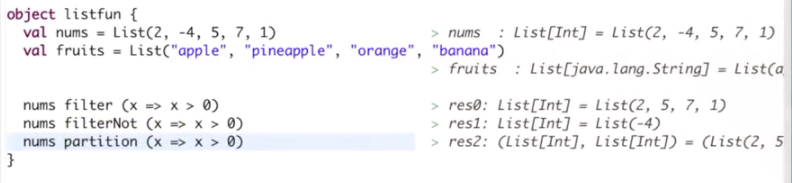 object listfun {
val nums = List(2, -4, 5, 7, 1) > nums : List[Int] = List(2, -4, 5, 7, 1)
val fruits = List("apple", "pineapple", "orange", "banana")
> fruits : List[java.lang.String] = List(a
nums filter (x => x > 0) > res0: List[Int] = List(2, 5, 7, 1)
nums filterNot (x => x > 0) > res1: List[Int] = List(-4)
nums partition (x => x > 0) > res2: (List[Int], List[Int]) = (List(2, 5
}